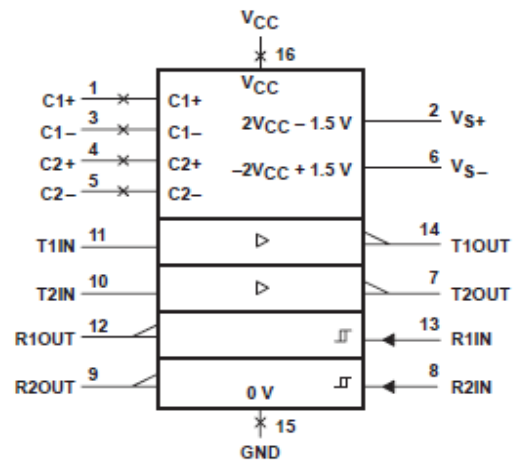 VCC
16
VCC
C1+ 1 C1+
C1− 3 C1−
2VCC − 1.5 V 2 VS+
C2+ 4 C2+
−2VCC + 1.5 V 6 VS−
C2− 5 C2−
T1IN 11 14 T1OUT
T2IN 10 7 T2OUT
R1OUT 12 13 R1IN
R2OUT 9 8 R2IN
0 V
15
GND